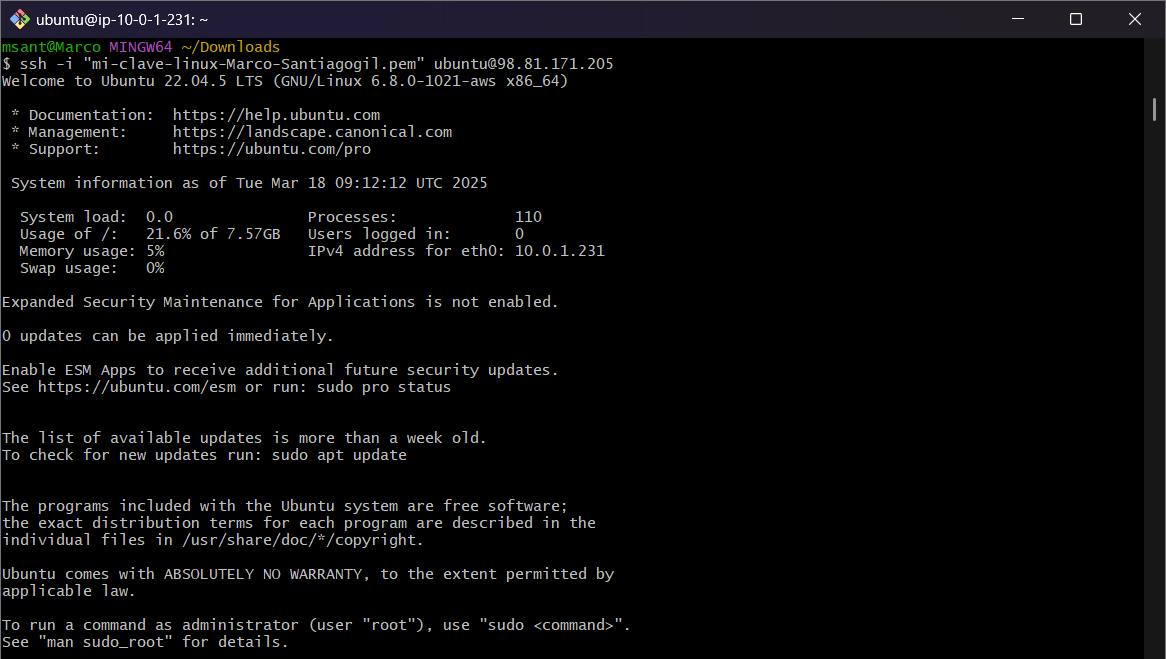 ubuntu@ip-10-0-1-231: ~
msant@Marco MINGW64 ~/Downloads
$ ssh -i "mi-clave-linux-Marco-Santiagogil.pem" ubuntu@98.81.171.205
Welcome to Ubuntu 22.04.5 LTS (GNU/Linux 6.8.0-1021-aws x86_64)
* Documentation:  https://help.ubuntu.com
* Management:     https://landscape.canonical.com
* Support:        https://ubuntu.com/pro
System information as of Tue Mar 18 09:12:12 UTC 2025
System load:  0.0               Processes:             110
Usage of /:   21.6% of 7.57GB   Users logged in:       0
Memory usage: 5%                IPv4 address for eth0: 10.0.1.231
Swap usage:   0%
Expanded Security Maintenance for Applications is not enabled.
0 updates can be applied immediately.
Enable ESM Apps to receive additional future security updates.
See https://ubuntu.com/esm or run: sudo pro status
The list of available updates is more than a week old.
To check for new updates run: sudo apt update
The programs included with the Ubuntu system are free software;
the exact distribution terms for each program are described in the
individual files in /usr/share/doc/*/copyright.
Ubuntu comes with ABSOLUTELY NO WARRANTY, to the extent permitted by
applicable law.
To run a command as administrator (user "root"), use "sudo <command>".
See "man sudo_root" for details.